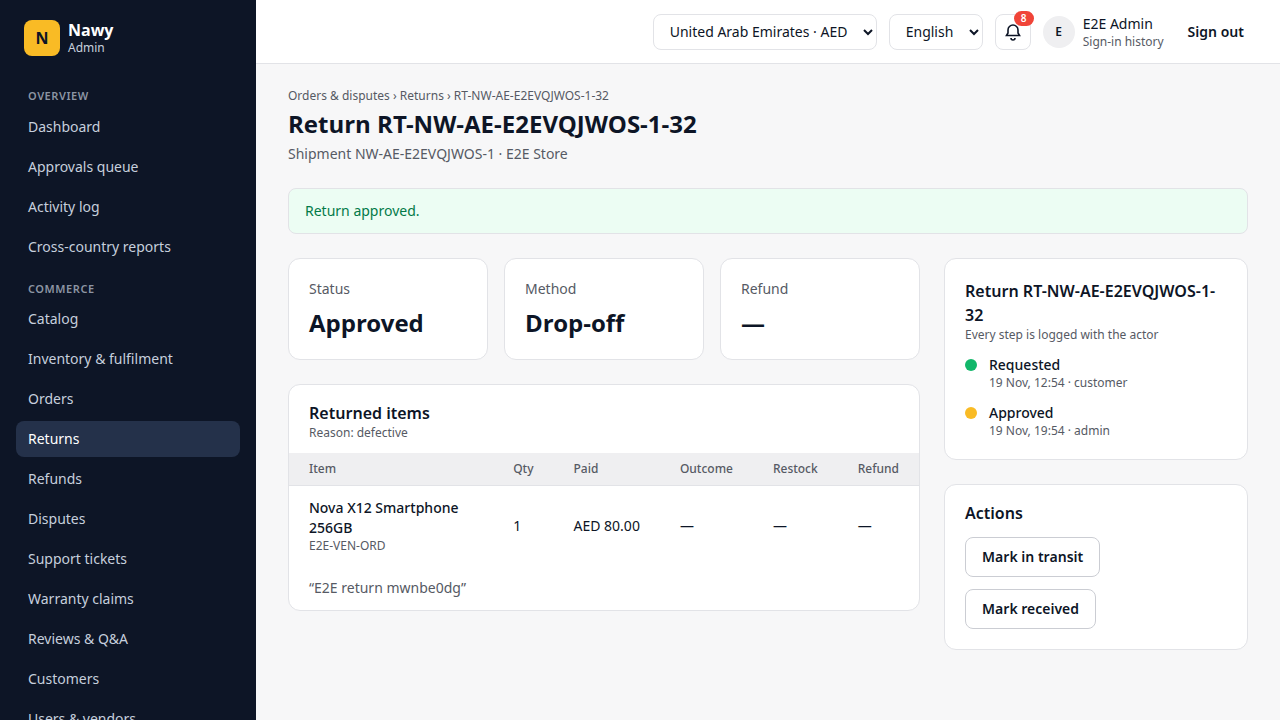 N
Nawy
Admin
OVERVIEW
Dashboard
Approvals queue
Activity log
Cross-country reports
COMMERCE
Catalog
Inventory & fulfilment
Orders
Returns
Refunds
Disputes
Support tickets
Warranty claims
Reviews & Q&A
Customers
Users & vendors
United Arab Emirates · AED
English
8
E
E2E Admin
Sign-in history
Sign out
Orders & disputes › Returns › RT-NW-AE-E2EVQJWOS-1-32
Return RT-NW-AE-E2EVQJWOS-1-32
Shipment NW-AE-E2EVQJWOS-1 · E2E Store
Return approved.
Status
Approved
Method
Drop-off
Refund
—
Returned items
Reason: defective
Item Qty Paid Outcome Restock Refund
Nova X12 Smartphone
256GB
E2E-VEN-ORD
1 AED 80.00 — — —
“E2E return mwnbe0dg”
Return RT-NW-AE-E2EVQJWOS-1-
32
Every step is logged with the actor
Requested
19 Nov, 12:54 · customer
Approved
19 Nov, 19:54 · admin
Actions
Mark in transit
Mark received